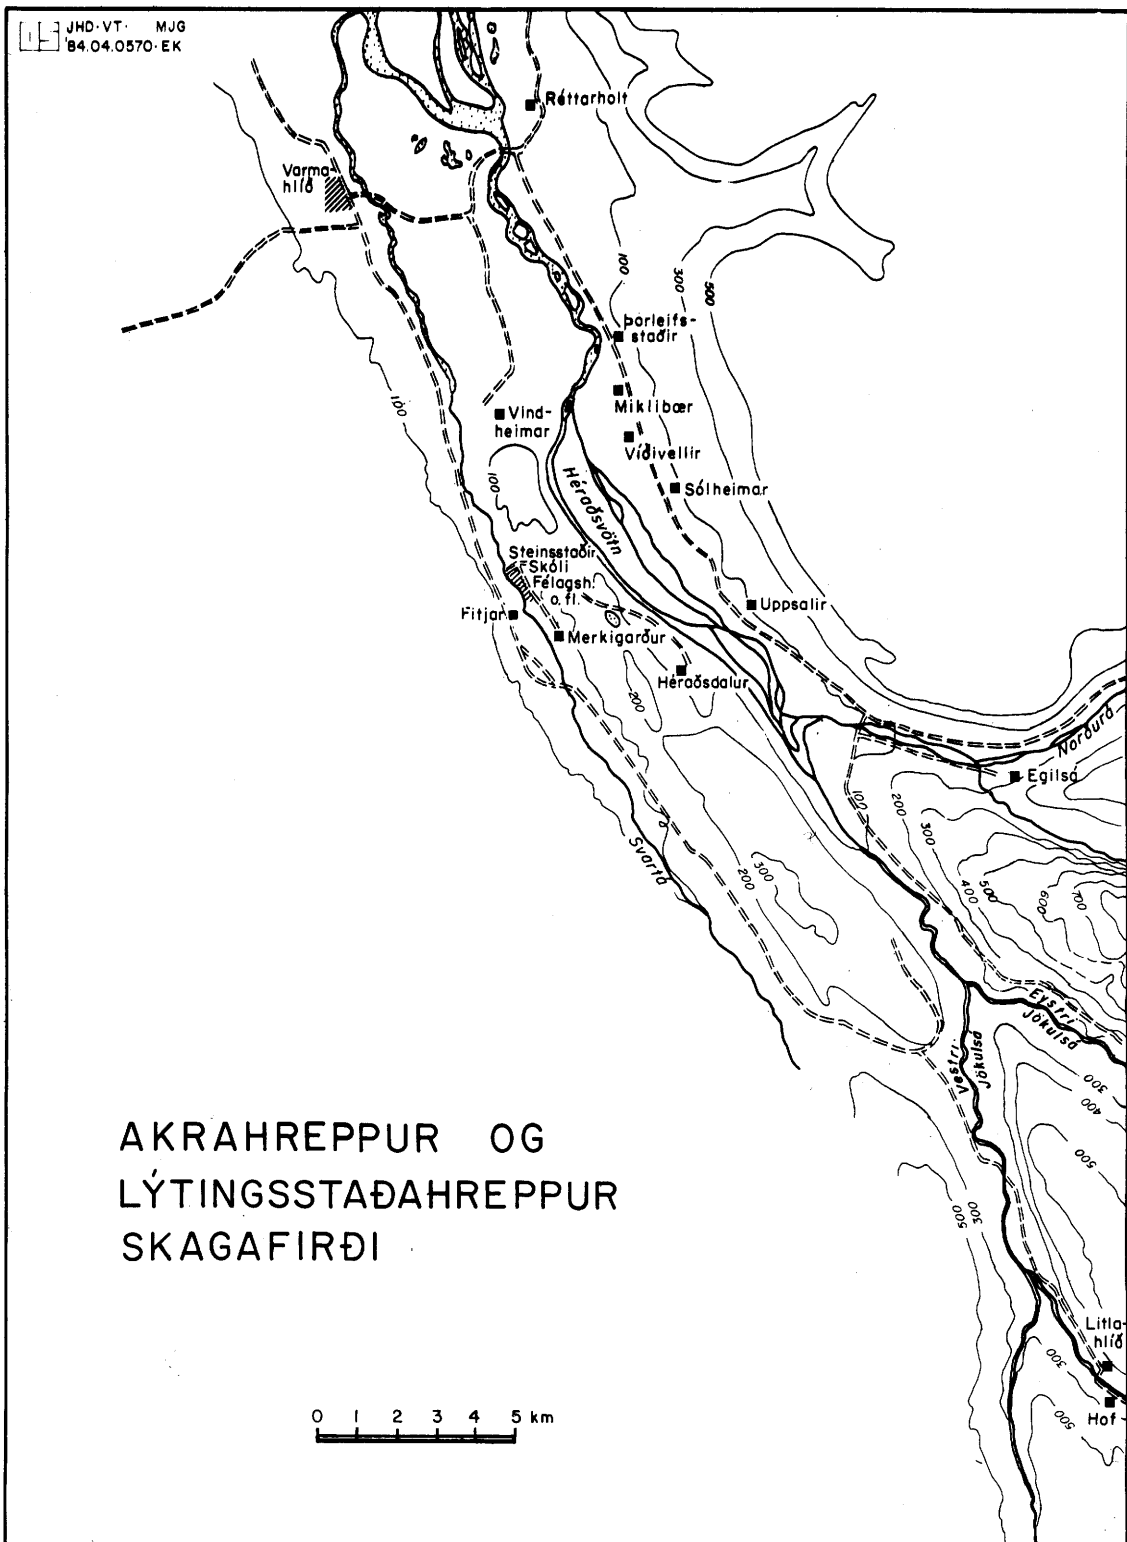 OS
JHD·VT· MJG
'84.04.0570·EK
Réttarholt
Varma-
hlíð
100
300
500
Þorleifs-
staðir
100
Miklibær
Vind-
heimar
Víðivellir
100
Héraðsvötn
Sólheimar
Steinsstaðir
Skóli
Félagsh.
o. fl.
Uppsalir
Fitjar
Merkigarður
Héraðsdalur
200
Norðurá
Egilsá
100
200
300
400
500
600
700
Svartá
200
300
Eystri
Jökulsá
Vestri-
Jökulsá
300
400
500
AKRAHREPPUR OG
LÝTINGSSTAÐAHREPPUR
SKAGAFIRÐI
500
300
Litla-
hlíð
300
500
Hof
0 1 2 3 4 5 km